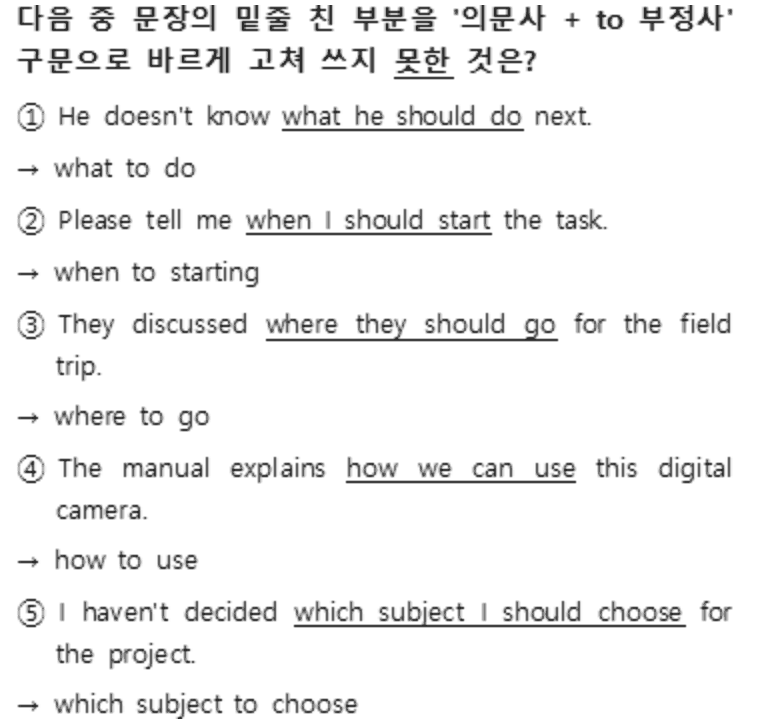 다음 중 문장의 밑줄 친 부분을 '의문사 + to 부정사'
구문으로 바르게 고쳐 쓰지 못한 것은?
① He doesn't know what he should do next.
→ what to do
② Please tell me when I should start the task.
→ when to starting
③ They discussed where they should go for the field
trip.
→ where to go
④ The manual explains how we can use this digital
camera.
→ how to use
⑤ I haven't decided which subject I should choose for
the project.
→ which subject to choose